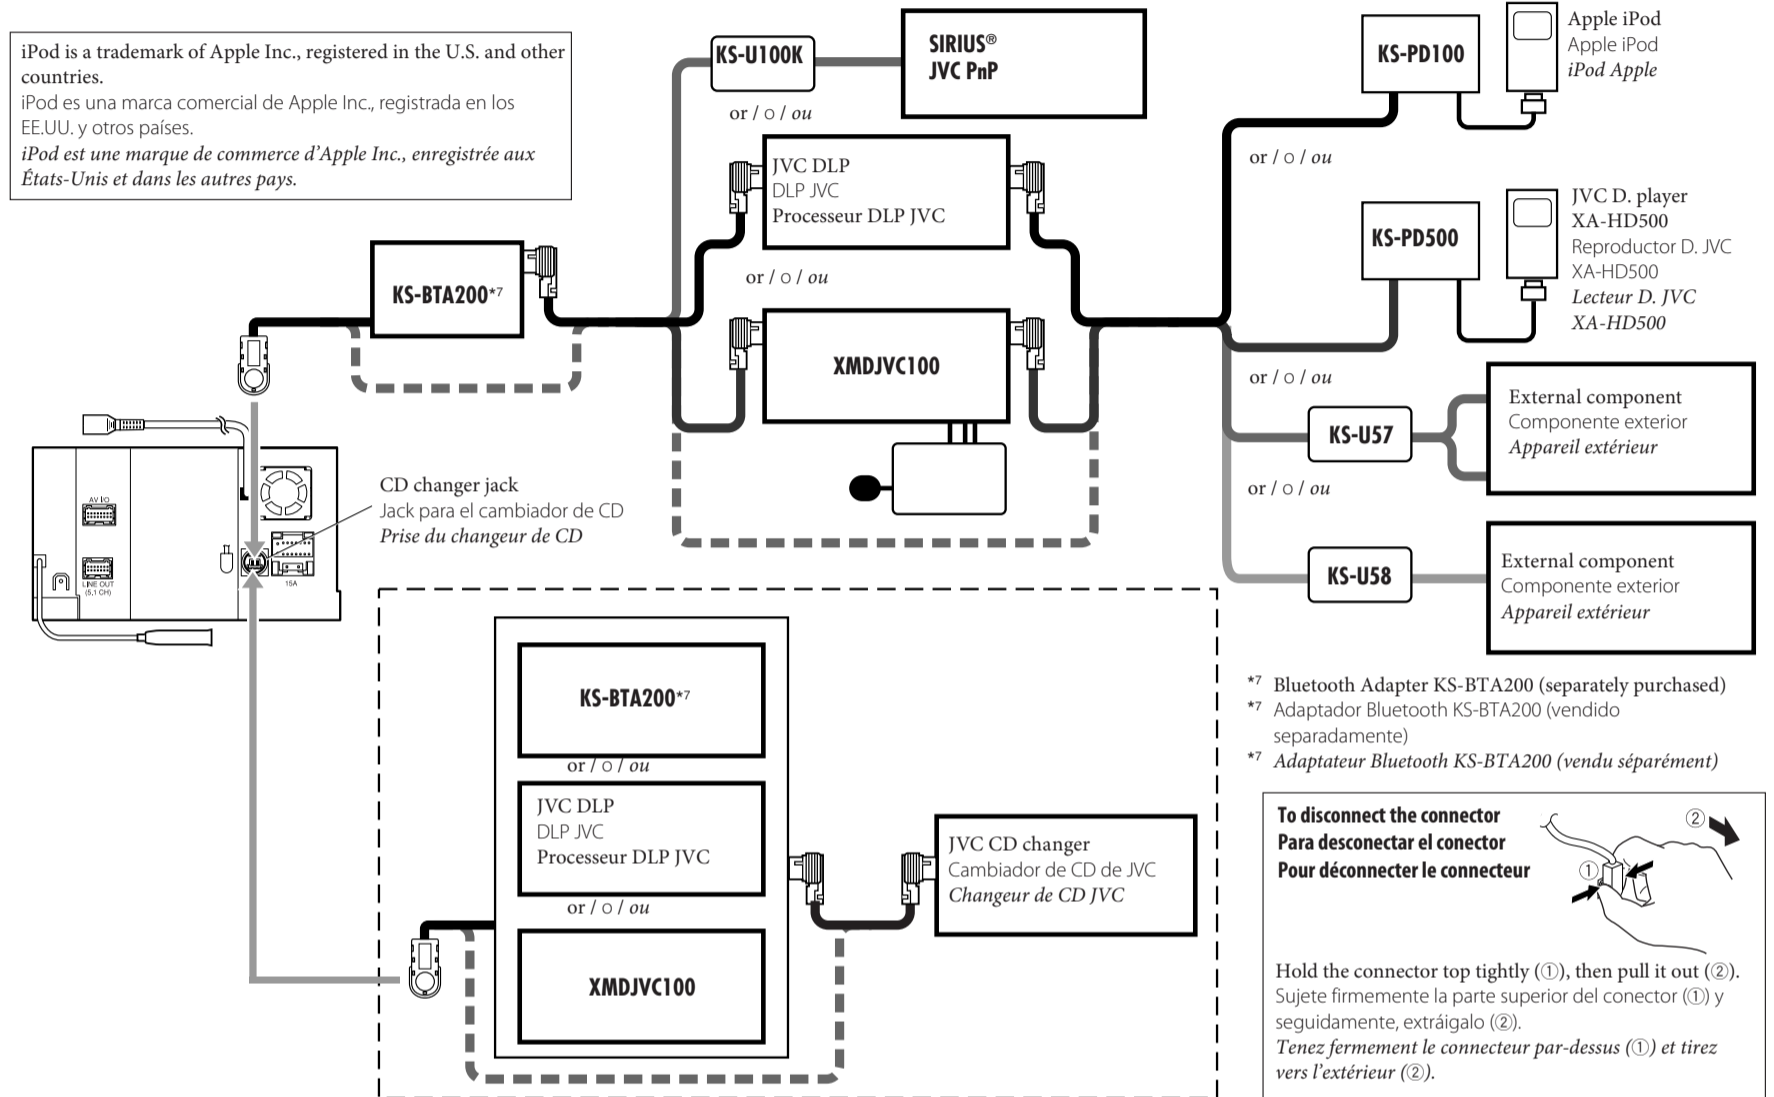 iPod is a trademark of Apple Inc., registered in the U.S. and other
countries.
iPod es una marca comercial de Apple Inc., registrada en los
EE.UU. y otros países.
iPod est une marque de commerce d'Apple Inc., enregistrée aux
États-Unis et dans les autres pays.
KS-U100K
SIRIUS®
JVC PnP
or / o / ou
JVC DLP
DLP JVC
Processeur DLP JVC
or / o / ou
XMDJVC100
KS-BTA200*7
KS-PD100
Apple iPod
Apple iPod
iPod Apple
or / o / ou
KS-PD500
JVC D. player
XA-HD500
Reproductor D. JVC
XA-HD500
Lecteur D. JVC
XA-HD500
or / o / ou
KS-U57
External component
Componente exterior
Appareil extérieur
or / o / ou
KS-U58
External component
Componente exterior
Appareil extérieur
AV I/O
LINE OUT
(5,1 CH)
15A
CD changer jack
Jack para el cambiador de CD
Prise du changeur de CD
KS-BTA200*7
or / o / ou
JVC DLP
DLP JVC
Processeur DLP JVC
or / o / ou
XMDJVC100
JVC CD changer
Cambiador de CD de JVC
Changeur de CD JVC
*7 Bluetooth Adapter KS-BTA200 (separately purchased)
*7 Adaptador Bluetooth KS-BTA200 (vendido
separadamente)
*7 Adaptateur Bluetooth KS-BTA200 (vendu séparément)
To disconnect the connector
Para desconectar el conector
Pour déconnecter le connecteur
②
①
Hold the connector top tightly (①), then pull it out (②).
Sujete firmemente la parte superior del conector (①) y
seguidamente, extráigalo (②).
Tenez fermement le connecteur par-dessus (①) et tirez
vers l'extérieur (②).